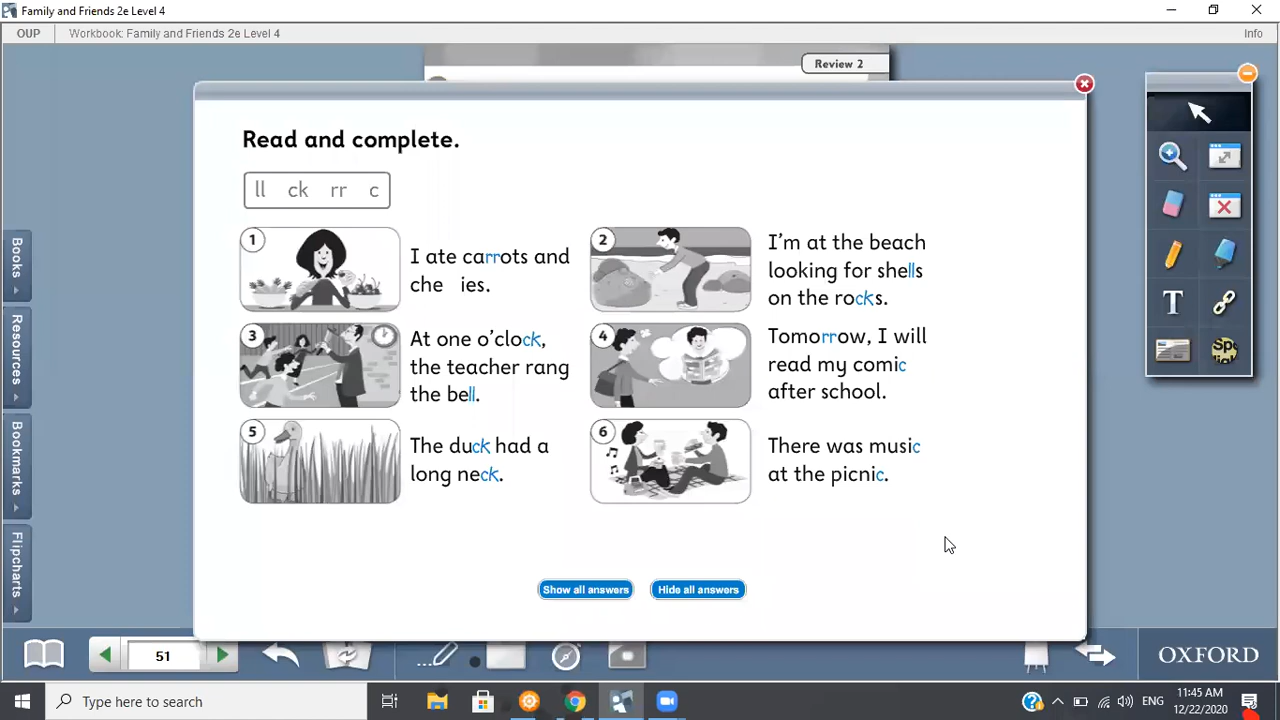 Family and Friends 2e Level 4
OUP
Workbook: Family and Friends 2e Level 4
Info
Review 2
Read and complete.
ll ck rr c
1
I ate carrots and
che ies.
2
I'm at the beach
looking for shells
on the rocks.
3
At one o'clock,
the teacher rang
the bell.
4
Tomorrow, I will
read my comic
after school.
5
The duck had a
long neck.
6
There was music
at the picnic.
Show all answers
Hide all answers
Books
Resources
Bookmarks
Flipcharts
T
Sp
51
OXFORD
Type here to search
ENG
11:45 AM
12/22/2020